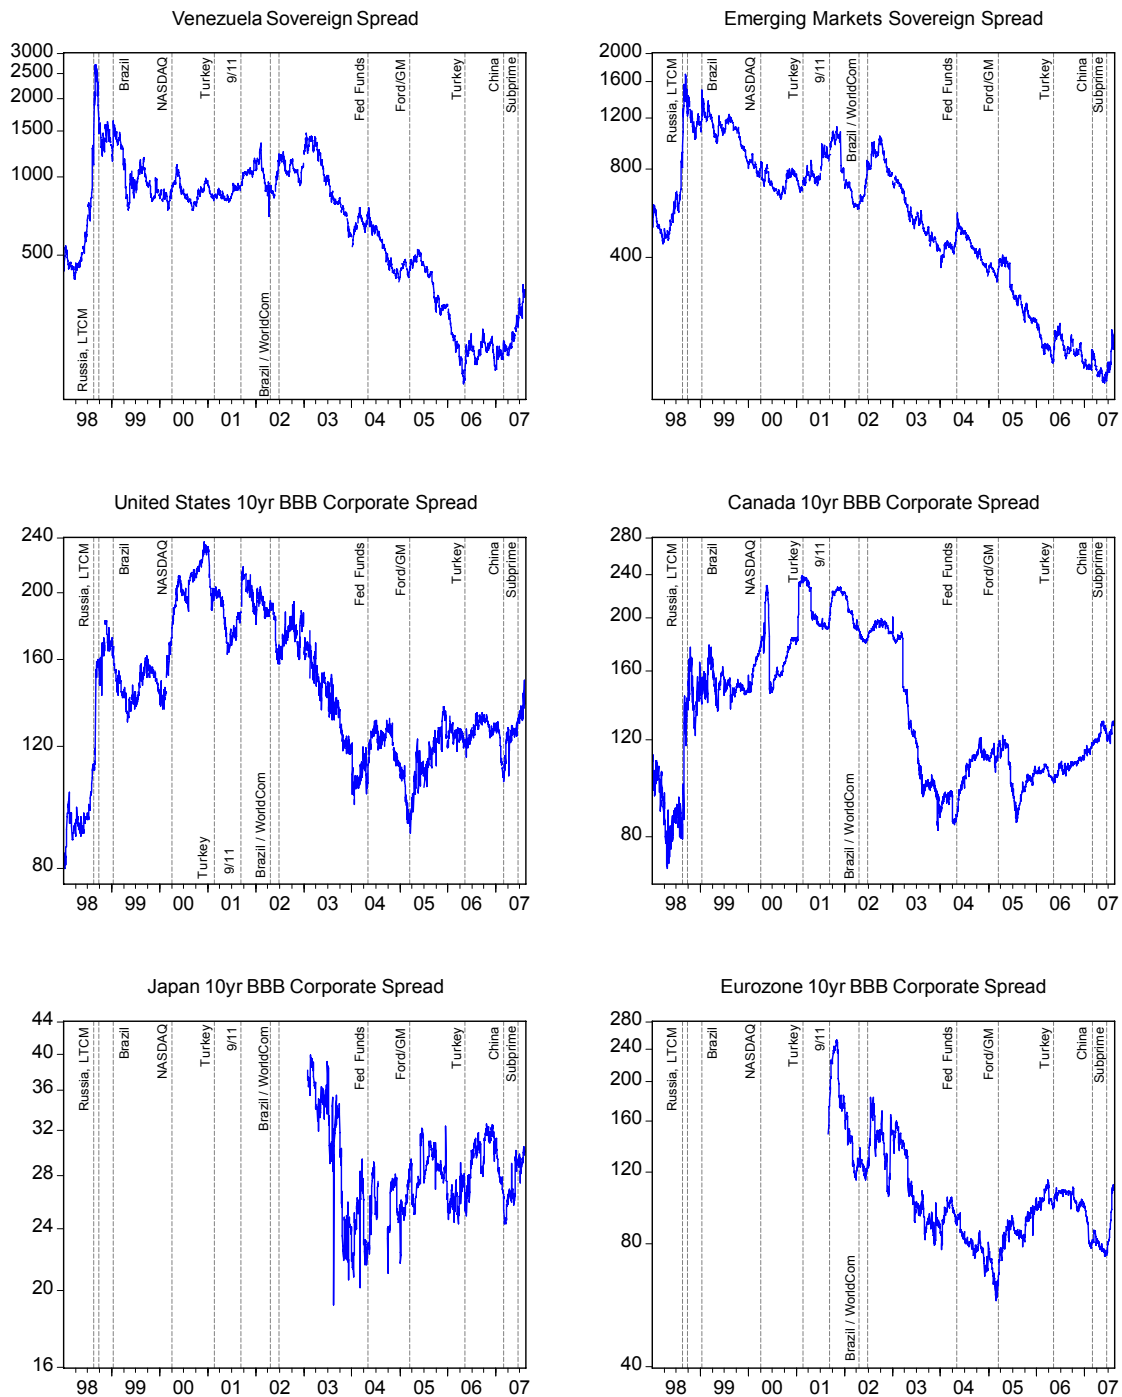 Venezuela Sovereign Spread
3000
2500
2000
1500
1000
500
Russia, LTCM
Brazil
NASDAQ
Turkey
9/11
Brazil / WorldCom
Fed Funds
Ford/GM
Turkey
China
Subprime
98 99 00 01 02 03 04 05 06 07
Emerging Markets Sovereign Spread
2000
1600
1200
800
400
Russia, LTCM
Brazil
NASDAQ
Turkey
9/11
Brazil / WorldCom
Fed Funds
Ford/GM
Turkey
China
Subprime
98 99 00 01 02 03 04 05 06 07
United States 10yr BBB Corporate Spread
240
200
160
120
80
Russia, LTCM
Brazil
NASDAQ
Turkey
9/11
Brazil / WorldCom
Fed Funds
Ford/GM
Turkey
China
Subprime
98 99 00 01 02 03 04 05 06 07
Canada 10yr BBB Corporate Spread
280
240
200
160
120
80
Russia, LTCM
Brazil
NASDAQ
Turkey
9/11
Brazil / WorldCom
Fed Funds
Ford/GM
Turkey
China
Subprime
98 99 00 01 02 03 04 05 06 07
Japan 10yr BBB Corporate Spread
44
40
36
32
28
24
20
16
Russia, LTCM
Brazil
NASDAQ
Turkey
9/11
Brazil / WorldCom
Fed Funds
Ford/GM
Turkey
China
Subprime
98 99 00 01 02 03 04 05 06 07
Eurozone 10yr BBB Corporate Spread
280
240
200
160
120
80
40
Russia, LTCM
Brazil
NASDAQ
Turkey
9/11
Brazil / WorldCom
Fed Funds
Ford/GM
Turkey
China
Subprime
98 99 00 01 02 03 04 05 06 07